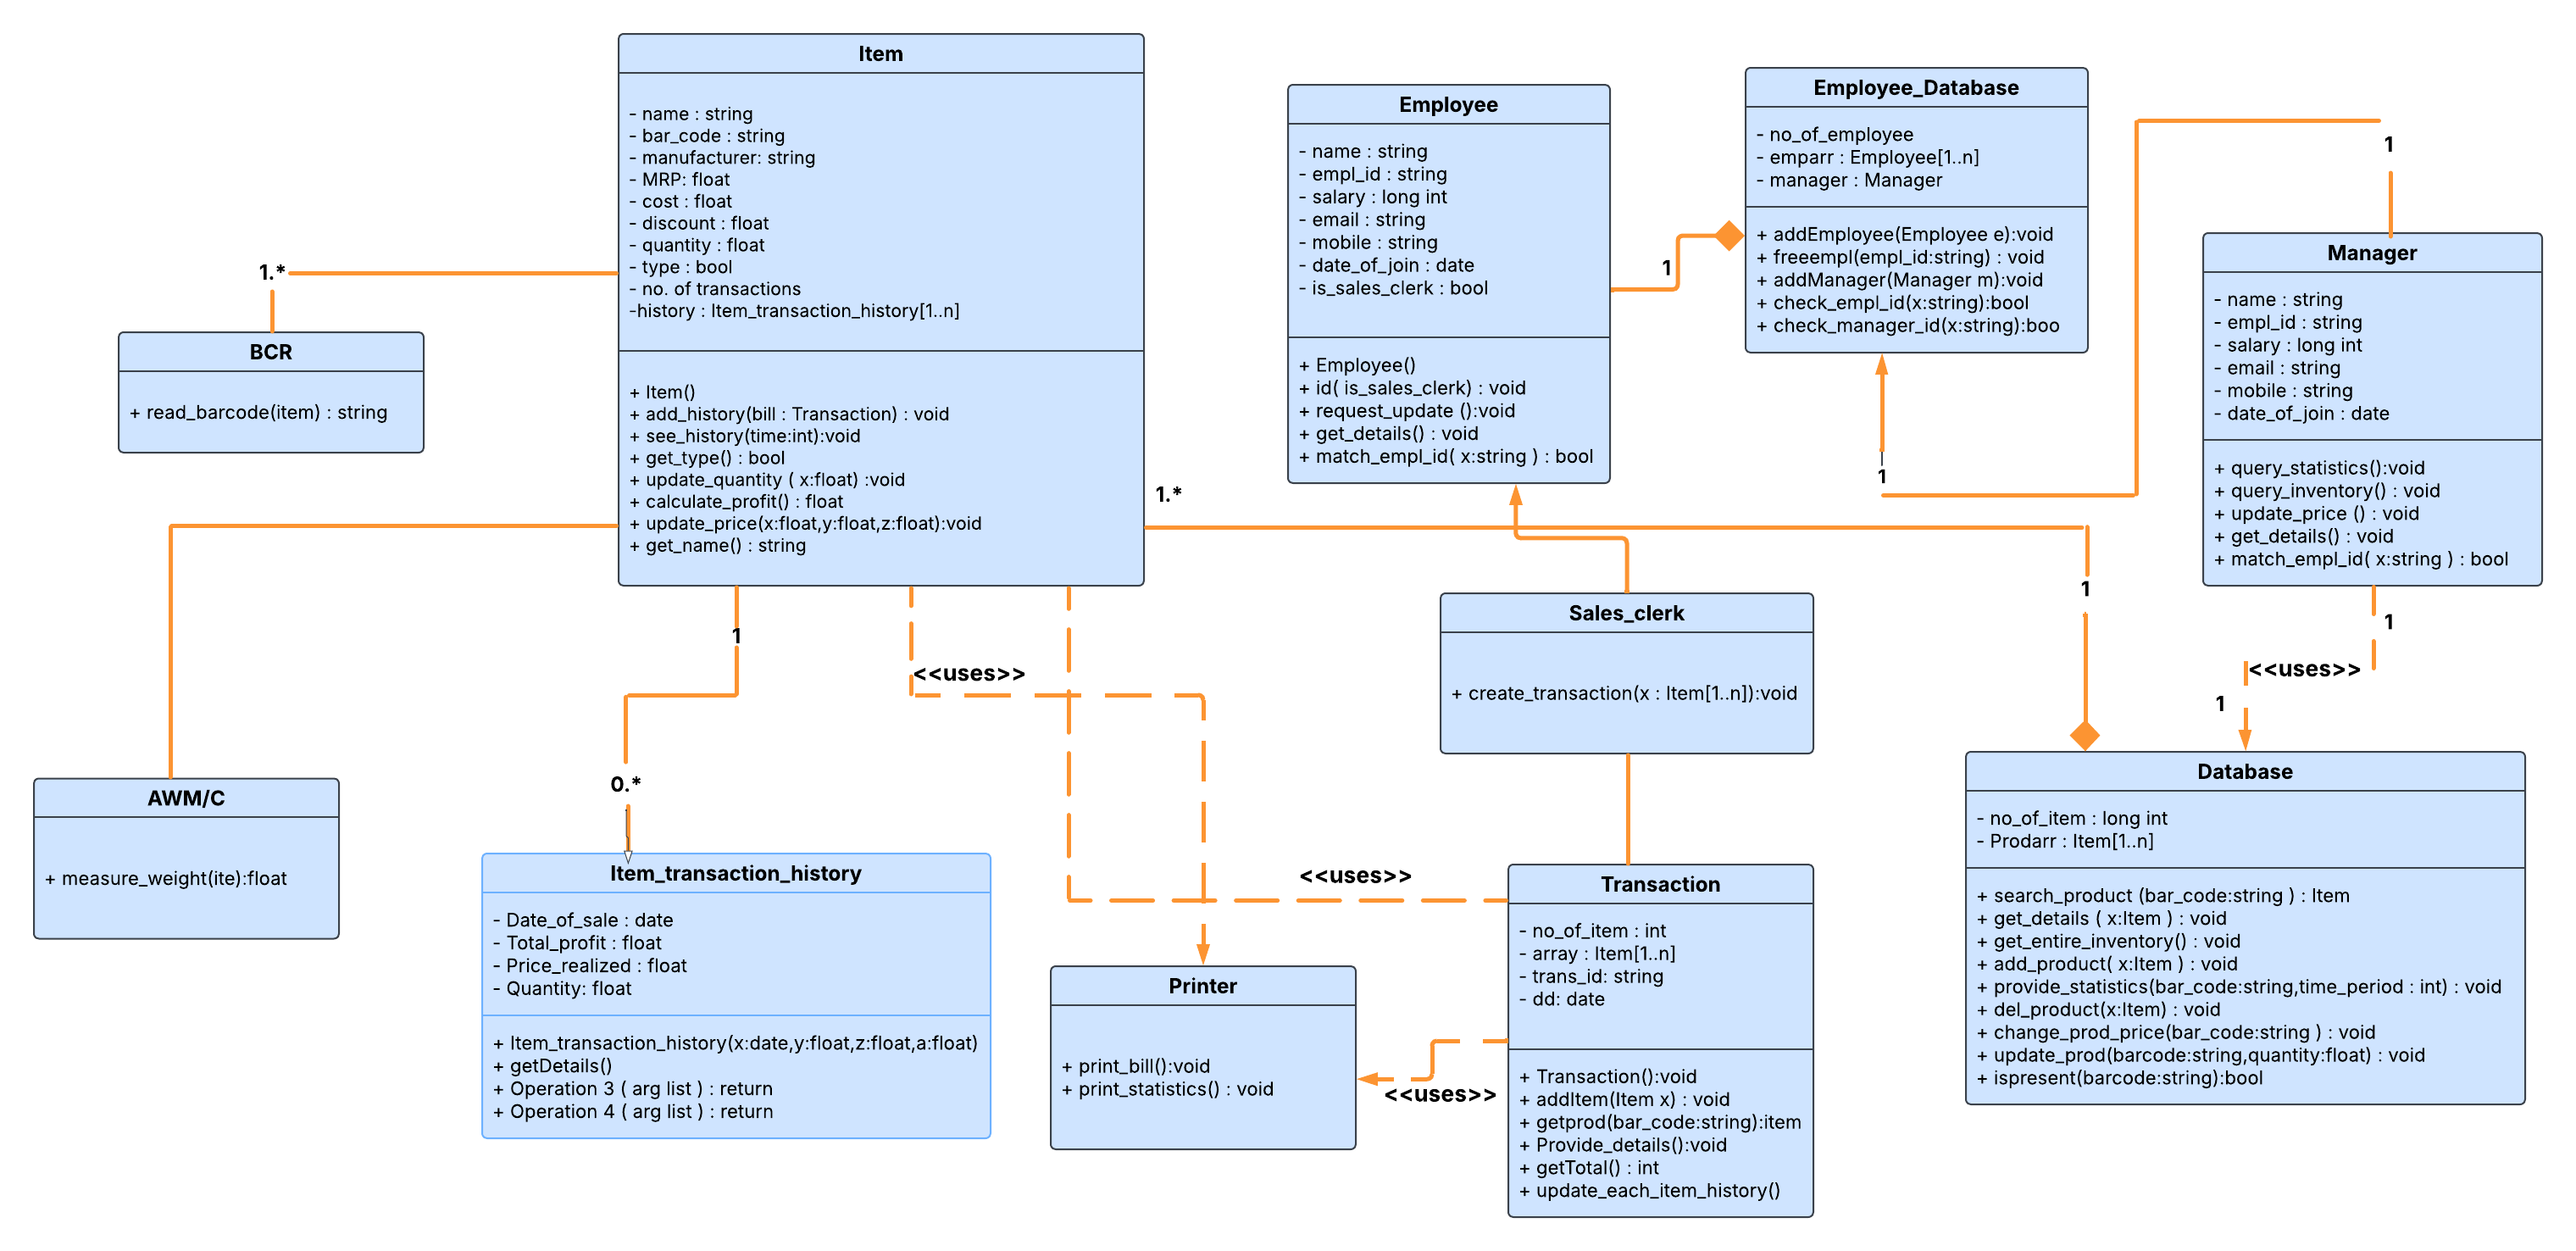 Item
- name : string
- bar_code : string
- manufacturer: string
- MRP: float
- cost : float
- discount : float
- quantity : float
- type : bool
- no. of transactions
-history : Item_transaction_history[1..n]
+ Item()
+ add_history(bill : Transaction) : void
+ see_history(time:int):void
+ get_type() : bool
+ update_quantity ( x:float) :void
+ calculate_profit() : float
+ update_price(x:float,y:float,z:float):void
+ get_name() : string
Employee
- name : string
- empl_id : string
- salary : long int
- email : string
- mobile : string
- date_of_join : date
- is_sales_clerk : bool
+ Employee()
+ id( is_sales_clerk) : void
+ request_update ():void
+ get_details() : void
+ match_empl_id( x:string ) : bool
1
Employee_Database
- no_of_employee
- emparr : Employee[1..n]
- manager : Manager
+ addEmployee(Employee e):void
+ freeempl(empl_id:string) : void
+ addManager(Manager m):void
+ check_empl_id(x:string):bool
+ check_manager_id(x:string):boo
1
1
Manager
- name : string
- empl_id : string
- salary : long int
- email : string
- mobile : string
- date_of_join : date
+ query_statistics():void
+ query_inventory() : void
+ update_price () : void
+ get_details() : void
+ match_empl_id( x:string ) : bool
1.*
BCR
+ read_barcode(item) : string
1.*
1
1
<<uses>>
1
1
<<uses>>
0.*
Sales_clerk
+ create_transaction(x : Item[1..n]):void
AWM/C
+ measure_weight(ite):float
Item_transaction_history
- Date_of_sale : date
- Total_profit : float
- Price_realized : float
- Quantity: float
+ Item_transaction_history(x:date,y:float,z:float,a:float)
+ getDetails()
+ Operation 3 ( arg list ) : return
+ Operation 4 ( arg list ) : return
<<uses>>
Printer
+ print_bill():void
+ print_statistics() : void
<<uses>>
Transaction
- no_of_item : int
- array : Item[1..n]
- trans_id: string
- dd: date
+ Transaction():void
+ addItem(Item x) : void
+ getprod(bar_code:string):item
+ Provide_details():void
+ getTotal() : int
+ update_each_item_history()
Database
- no_of_item : long int
- Prodarr : Item[1..n]
+ search_product (bar_code:string ) : Item
+ get_details ( x:Item ) : void
+ get_entire_inventory() : void
+ add_product( x:Item ) : void
+ provide_statistics(bar_code:string,time_period : int) : void
+ del_product(x:Item) : void
+ change_prod_price(bar_code:string ) : void
+ update_prod(barcode:string,quantity:float) : void
+ ispresent(barcode:string):bool